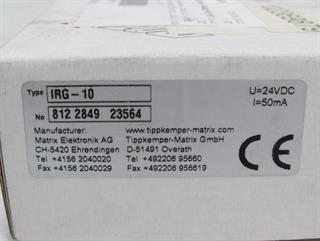 Type IRG-10 U=24VDC
No 812 2849 23564 I=50mA
Manufacturer: www.tippkemper-matrix.com
Matrix Elektronik AG Tippkemper-Matrix GmbH
CH-5420 Ehrendingen D-51491 Overath
Tel +4156 2040020 Tel +492206 95660
Fax +4156 2040029 Fax +492206 956619
CE